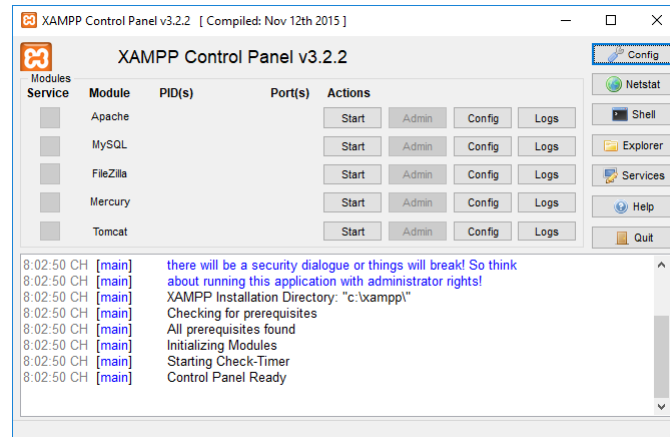 XAMPP Control Panel v3.2.2 [ Compiled: Nov 12th 2015 ]
XAMPP Control Panel v3.2.2
Config
Modules
Service Module PID(s) Port(s) Actions
Netstat
Apache Start Admin Config Logs
Shell
MySQL Start Admin Config Logs
Explorer
FileZilla Start Admin Config Logs
Services
Mercury Start Admin Config Logs
Help
Tomcat Start Admin Config Logs
Quit
8:02:50 CH [main] there will be a security dialogue or things will break! So think
8:02:50 CH [main] about running this application with administrator rights!
8:02:50 CH [main] XAMPP Installation Directory: "c:\xampp\"
8:02:50 CH [main] Checking for prerequisites
8:02:50 CH [main] All prerequisites found
8:02:50 CH [main] Initializing Modules
8:02:50 CH [main] Starting Check-Timer
8:02:50 CH [main] Control Panel Ready